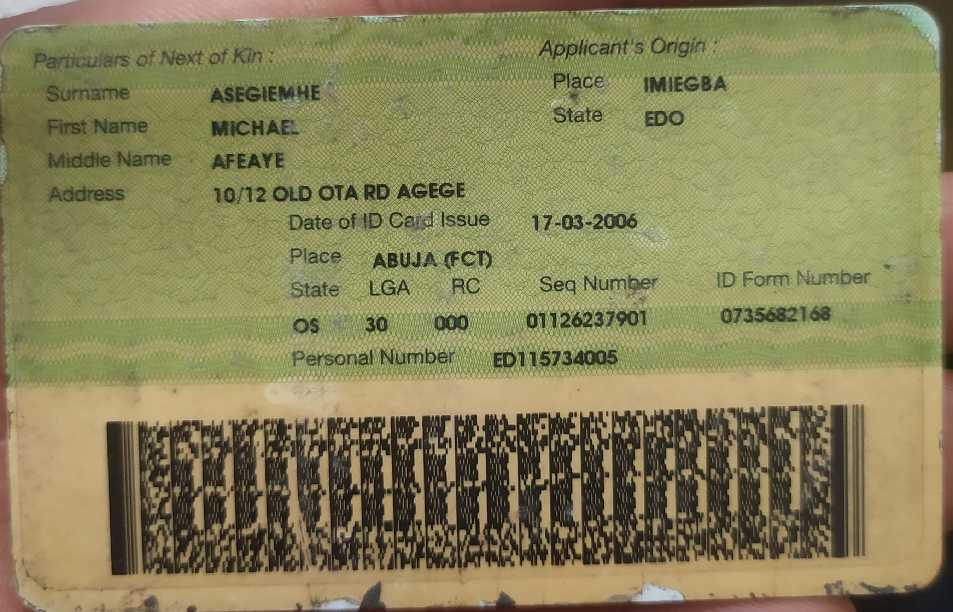 Particulars of Next of Kin :
Surname ASEGIEMHE
First Name MICHAEL
Middle Name AFEAYE
Address 10/12 OLD OTA RD AGEGE
Applicant's Origin :
Place IMIEGBA
State EDO
Date of ID Card Issue 17-03-2006
Place ABUJA (FCT)
State LGA RC Seq Number ID Form Number
OS 30 000 01126237901 0735682168
Personal Number ED115734005